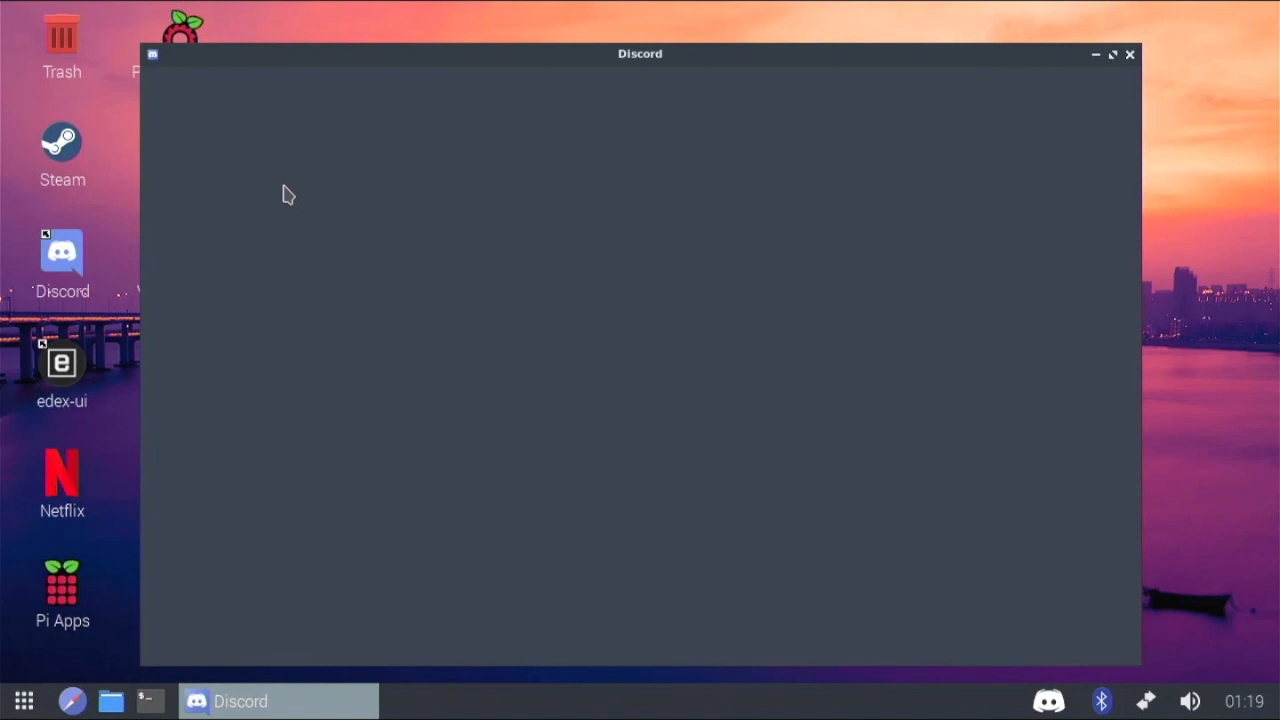 Discord
Trash
P
Steam
Discord
edex-ui
e
Netflix
N
Pi Apps
$-
Discord
01:19